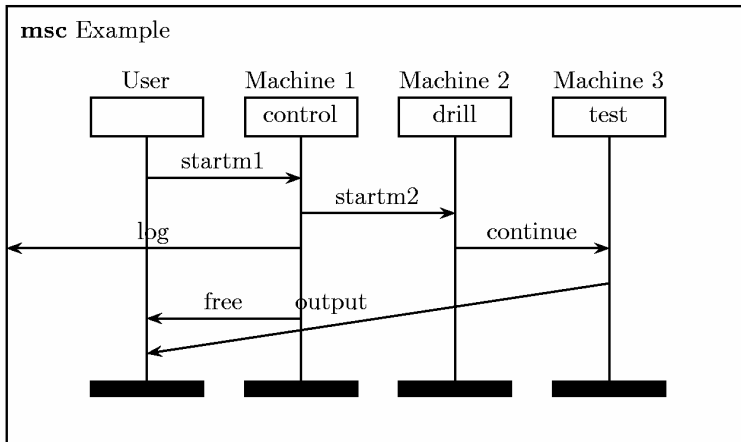 msc Example
User Machine 1 Machine 2 Machine 3
control drill test
startm1
startm2
log continue
free output